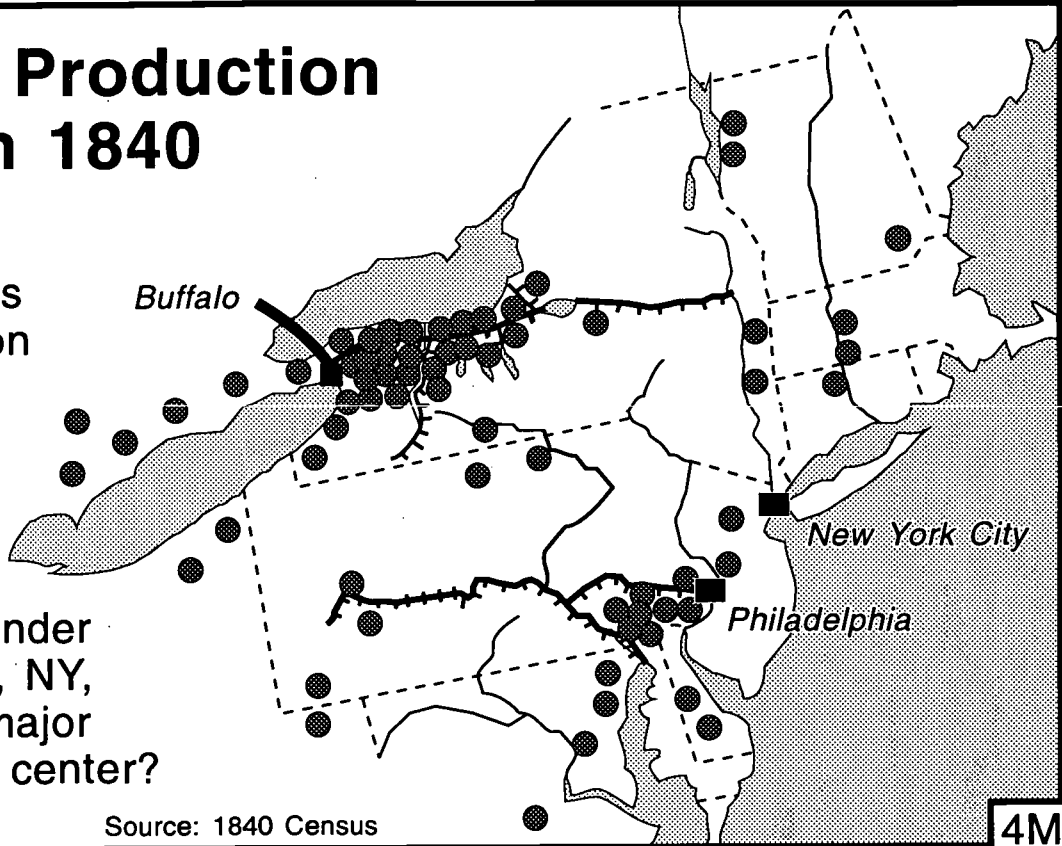 Production
n 1840
s
on
Buffalo
New York City
Philadelphia
nder
, NY,
major
center?
Source: 1840 Census
4M